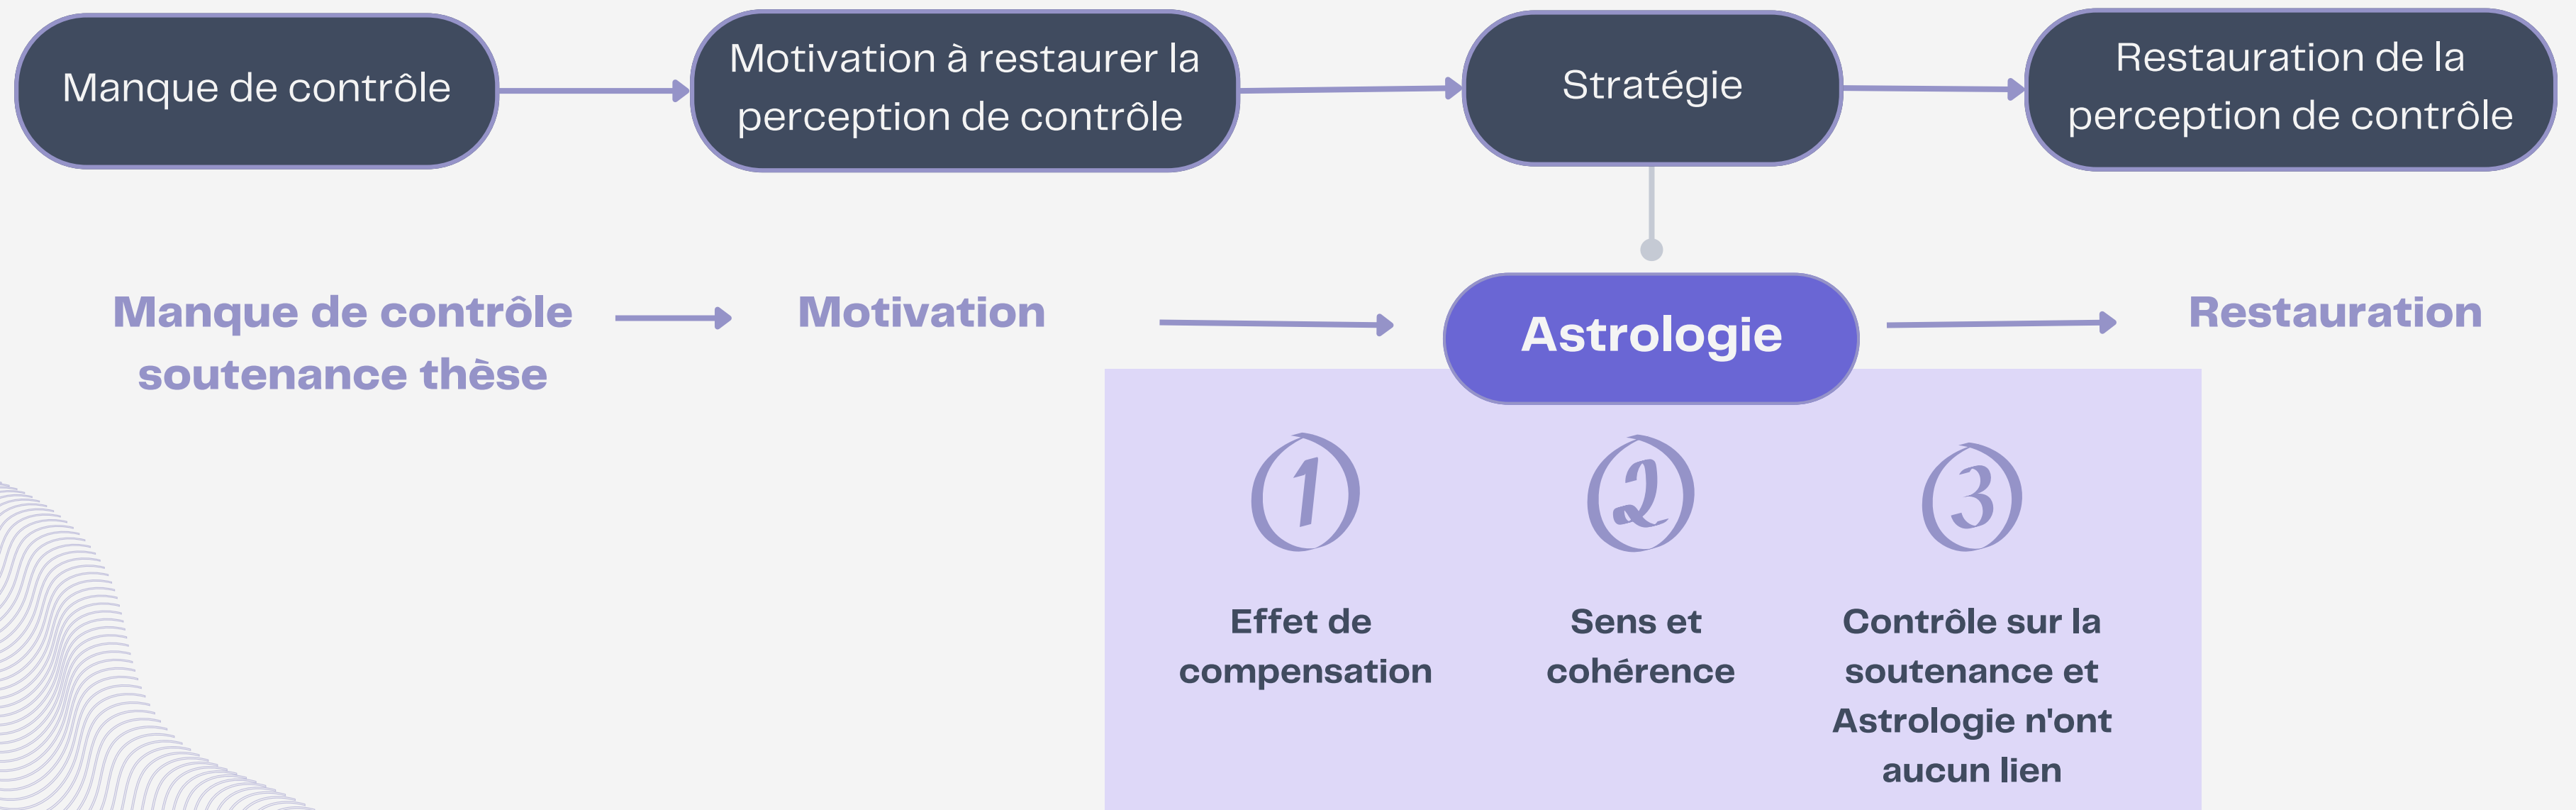 Manque de contrôle
Motivation à restaurer la
perception de contrôle
Stratégie
Restauration de la
perception de contrôle
Manque de contrôle
soutenance thèse
Motivation
Astrologie
Restauration
1
Effet de
compensation
2
Sens et
cohérence
3
Contrôle sur la
soutenance et
Astrologie n'ont
aucun lien